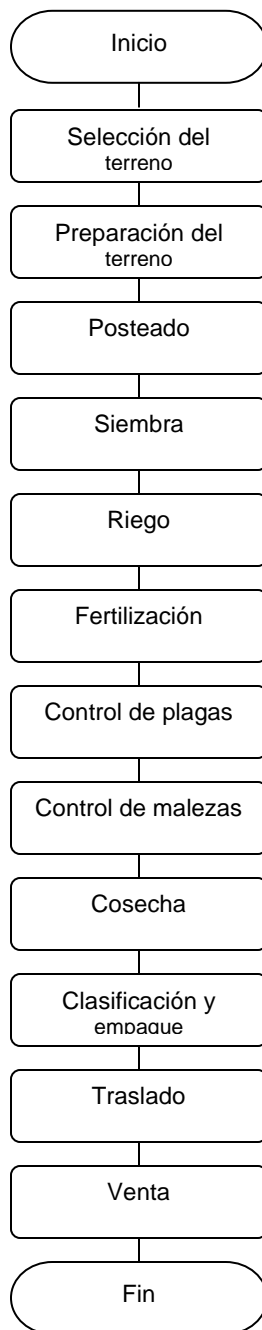 Inicio
Selección del
terreno
Preparación del
terreno
Posteado
Siembra
Riego
Fertilización
Control de plagas
Control de malezas
Cosecha
Clasificación y
empaque
Traslado
Venta
Fin